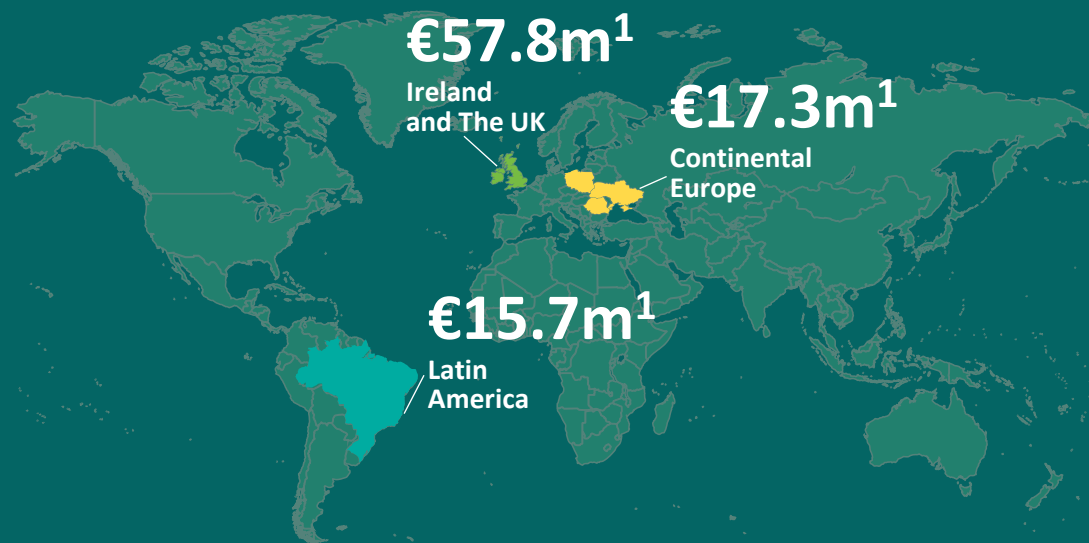 €57.8m¹
Ireland
and The UK
€17.3m¹
Continental
Europe
€15.7m¹
Latin
America